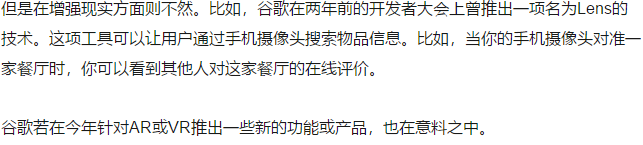 但是在增强现实方面则不然。比如，谷歌在两年前的开发者大会上曾推出一项名为Lens的
技术。这项工具可以让用户通过手机摄像头搜索物品信息。比如，当你的手机摄像头对准一
家餐厅时，你可以看到其他人对这家餐厅的在线评价。
谷歌若在今年针对AR或VR推出一些新的功能或产品，也在意料之中。